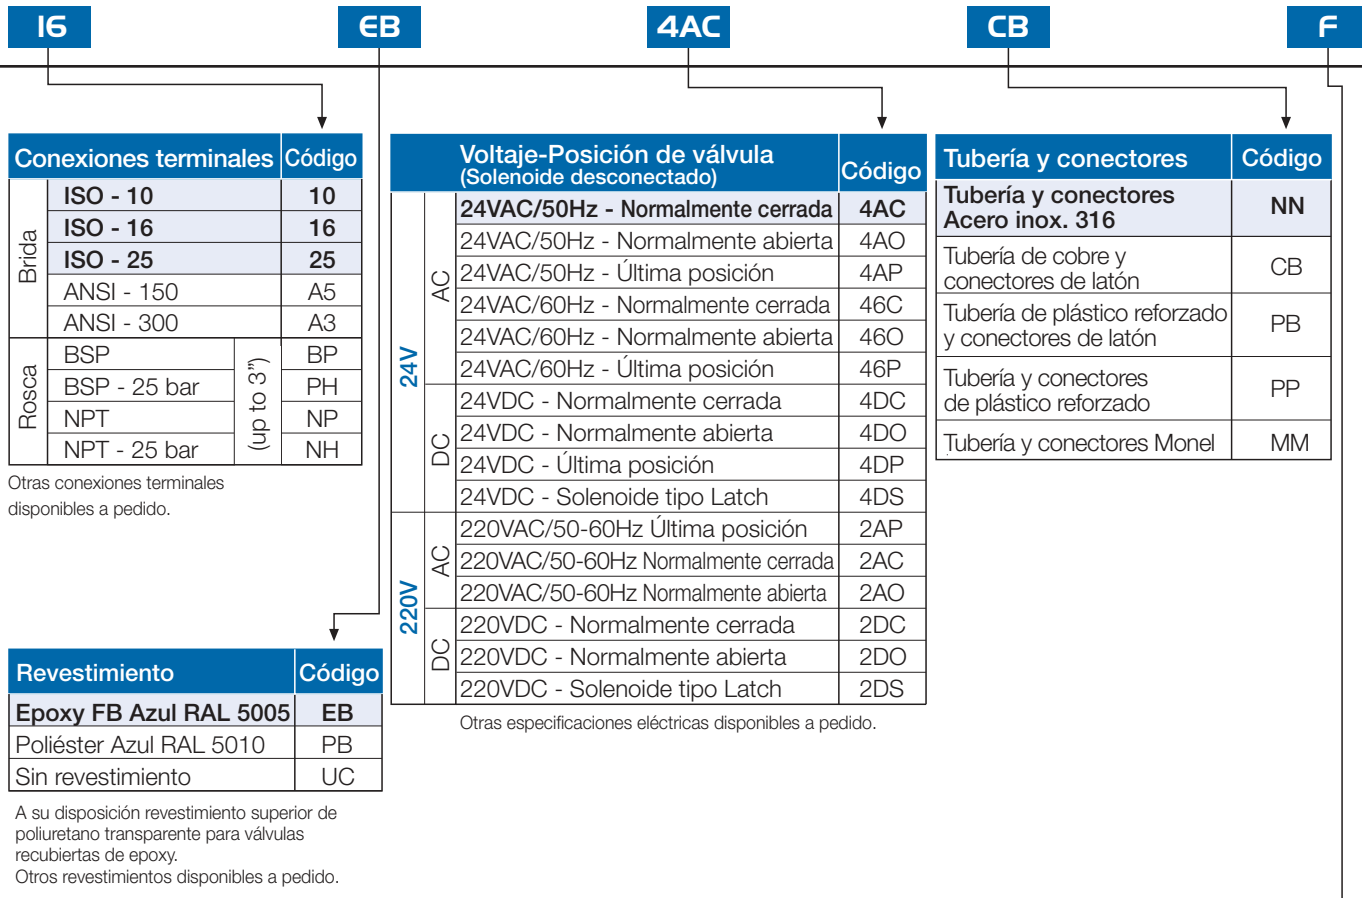 16 EB 4AC CB F
Conexiones terminales Código
Brida
ISO - 10 10
ISO - 16 16
ISO - 25 25
ANSI - 150 A5
ANSI - 300 A3
Rosca
(up to 3”)
BSP BP
BSP - 25 bar PH
NPT NP
NPT - 25 bar NH
Otras conexiones terminales
disponibles a pedido.
Revestimiento Código
Epoxy FB Azul RAL 5005 EB
Poliéster Azul RAL 5010 PB
Sin revestimiento UC
A su disposición revestimiento superior de
poliuretano transparente para válvulas
recubiertas de epoxy.
Otros revestimientos disponibles a pedido.
Voltaje-Posición de válvula
(Solenoide desconectado) Código
24V
AC
24VAC/50Hz - Normalmente cerrada 4AC
24VAC/50Hz - Normalmente abierta 4AO
24VAC/50Hz - Última posición 4AP
24VAC/60Hz - Normalmente cerrada 46C
24VAC/60Hz - Normalmente abierta 46O
24VAC/60Hz - Última posición 46P
DC
24VDC - Normalmente cerrada 4DC
24VDC - Normalmente abierta 4DO
24VDC - Última posición 4DP
24VDC - Solenoide tipo Latch 4DS
220V
AC
220VAC/50-60Hz Última posición 2AP
220VAC/50-60Hz Normalmente cerrada 2AC
220VAC/50-60Hz Normalmente abierta 2AO
DC
220VDC - Normalmente cerrada 2DC
220VDC - Normalmente abierta 2DO
220VDC - Solenoide tipo Latch 2DS
Otras especificaciones eléctricas disponibles a pedido.
Tubería y conectores Código
Tubería y conectores
Acero inox. 316 NN
Tubería de cobre y
conectores de latón CB
Tubería de plástico reforzado
y conectores de latón PB
Tubería y conectores
de plástico reforzado PP
Tubería y conectores Monel MM